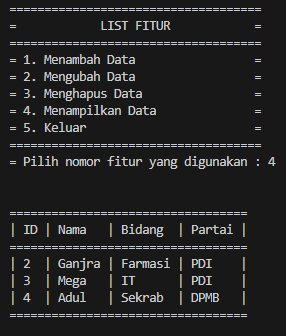 ====================================
=            LIST FITUR            =
====================================
= 1. Menambah Data                 =
= 2. Mengubah Data                 =
= 3. Menghapus Data                =
= 4. Menampilkan Data              =
= 5. Keluar                        =
====================================
= Pilih nomor fitur yang digunakan : 4
==================================
| ID | Nama   | Bidang  | Partai |
==================================
| 2  | Ganjra | Farmasi | PDI    |
| 3  | Mega   | IT      | PDI    |
| 4  | Adul   | Sekrab  | DPMB   |
==================================